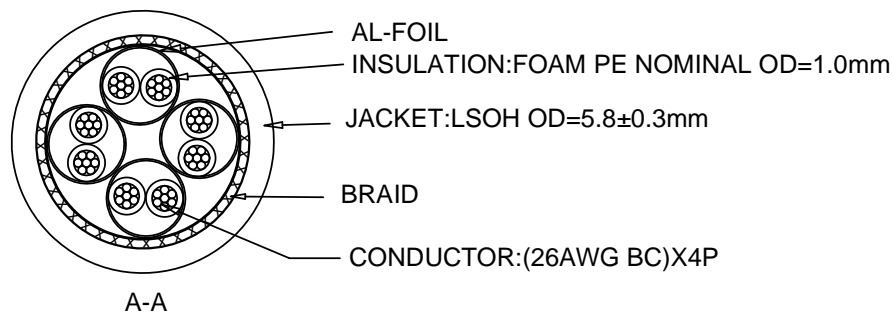 AL-FOIL
INSULATION:FOAM PE NOMINAL OD=1.0mm
JACKET:LSOH OD=5.8±0.3mm
BRAID
CONDUCTOR:(26AWG BC)X4P
A-A